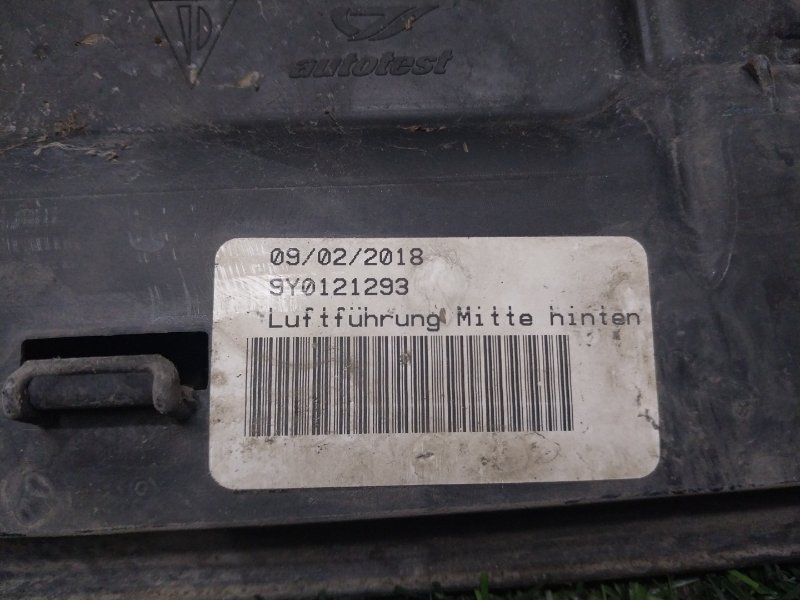 autotest
09/02/2018
9Y0121293
Luftführung Mitte hinten